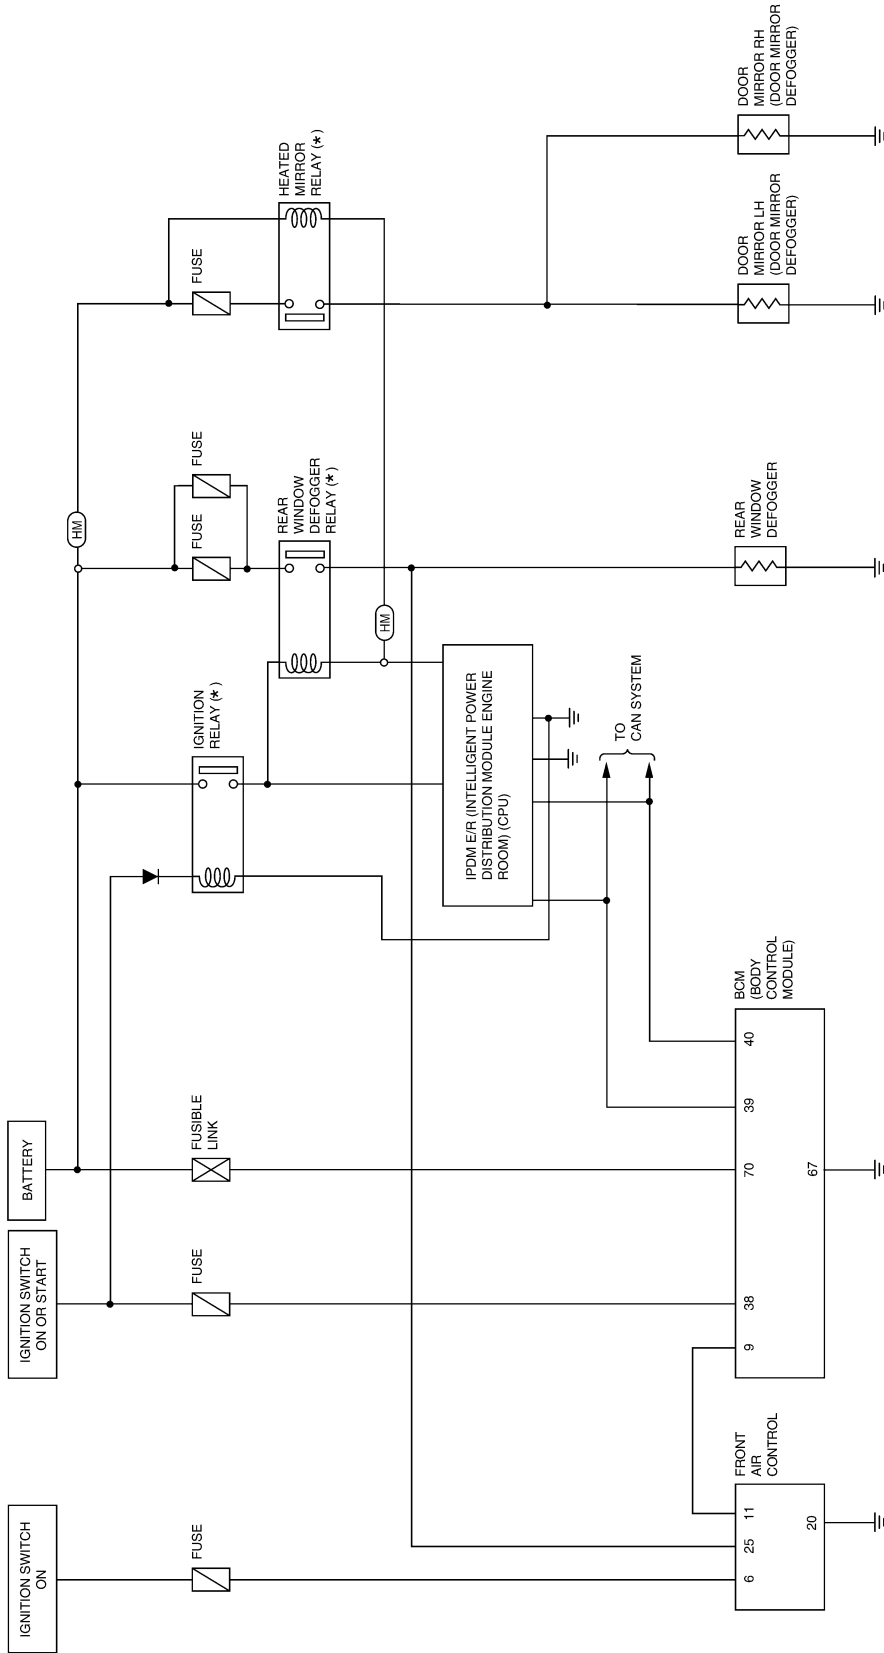 IGNITION SWITCH
ON
IGNITION SWITCH
ON OR START
BATTERY
HM
FUSE
FUSE
FUSIBLE
LINK
IGNITION
RELAY (*)
FUSE
FUSE
FUSE
REAR
WINDOW
DEFOGGER
RELAY (*)
HEATED
MIRROR
RELAY (*)
HM
IPDM E/R (INTELLIGENT POWER
DISTRIBUTION MODULE ENGINE
ROOM) (CPU)
TO
CAN SYSTEM
FRONT
AIR
CONTROL
6
25
11
20
BCM
(BODY
CONTROL
MODULE)
9
38
70
39
40
67
REAR
WINDOW
DEFOGGER
DOOR
MIRROR LH
(DOOR MIRROR
DEFOGGER)
DOOR
MIRROR RH
(DOOR MIRROR
DEFOGGER)